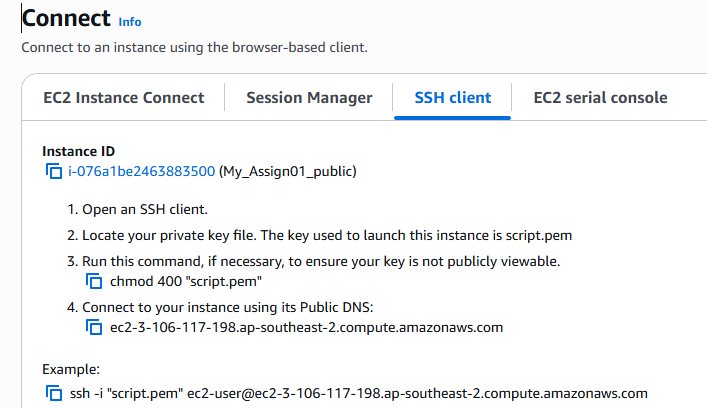 Connect Info
Connect to an instance using the browser-based client.
EC2 Instance Connect Session Manager SSH client EC2 serial console
Instance ID
i-076a1be2463883500 (My_Assign01_public)
1. Open an SSH client.
2. Locate your private key file. The key used to launch this instance is script.pem
3. Run this command, if necessary, to ensure your key is not publicly viewable.
chmod 400 "script.pem"
4. Connect to your instance using its Public DNS:
ec2-3-106-117-198.ap-southeast-2.compute.amazonaws.com
Example:
ssh -i "script.pem" ec2-user@ec2-3-106-117-198.ap-southeast-2.compute.amazonaws.com